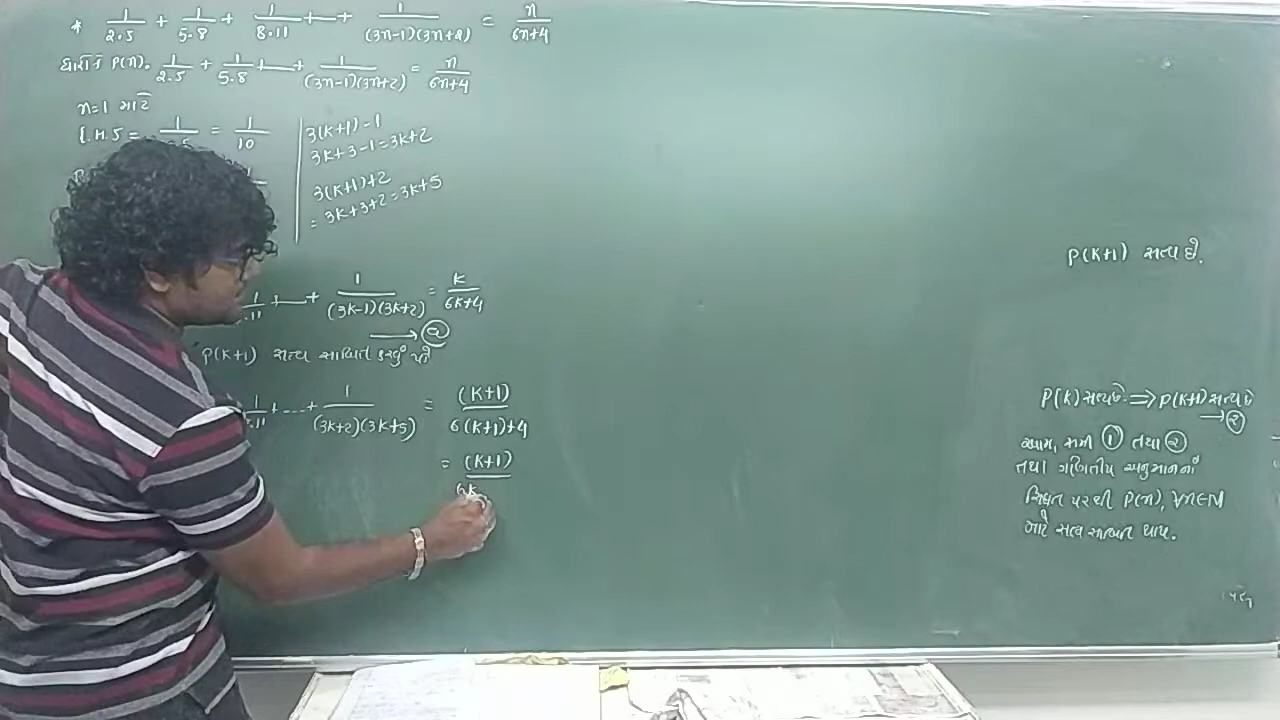 * 1/2·5 + 1/5·8 + 1/8·11 + — + 1/(3n-1)(3n+2) = n/6n+4
ધારોકે P(n). 1/2·5 + 1/5·8 + — + 1/(3n-1)(3n+2) = n/6n+4
n=1 માટે
L.H.S = 1/ = 1/10
3(k+1)-1
3k+3-1=3k+2
3(k+1)+2
= 3k+3+2=3k+5
+ — + 1/(3k-1)(3k+2) = k/6k+4
P(k+1) સત્ય સાબિત કરવું
+ ---- + 1/(3k+2)(3k+5) = (k+1)/6(k+1)+4
= (k+1)/6k
P(k+1) સત્ય છે.
P(k) સત્ય છે. ⇒ P(k+1) સત્ય છે
→ ②
આમ, ① તથા ②
તથા ગણિતીય અનુમાનના
સિદ્ધાંત પરથી P(n), ∀n∈N
માટે સત્ય સાબિત થાય.